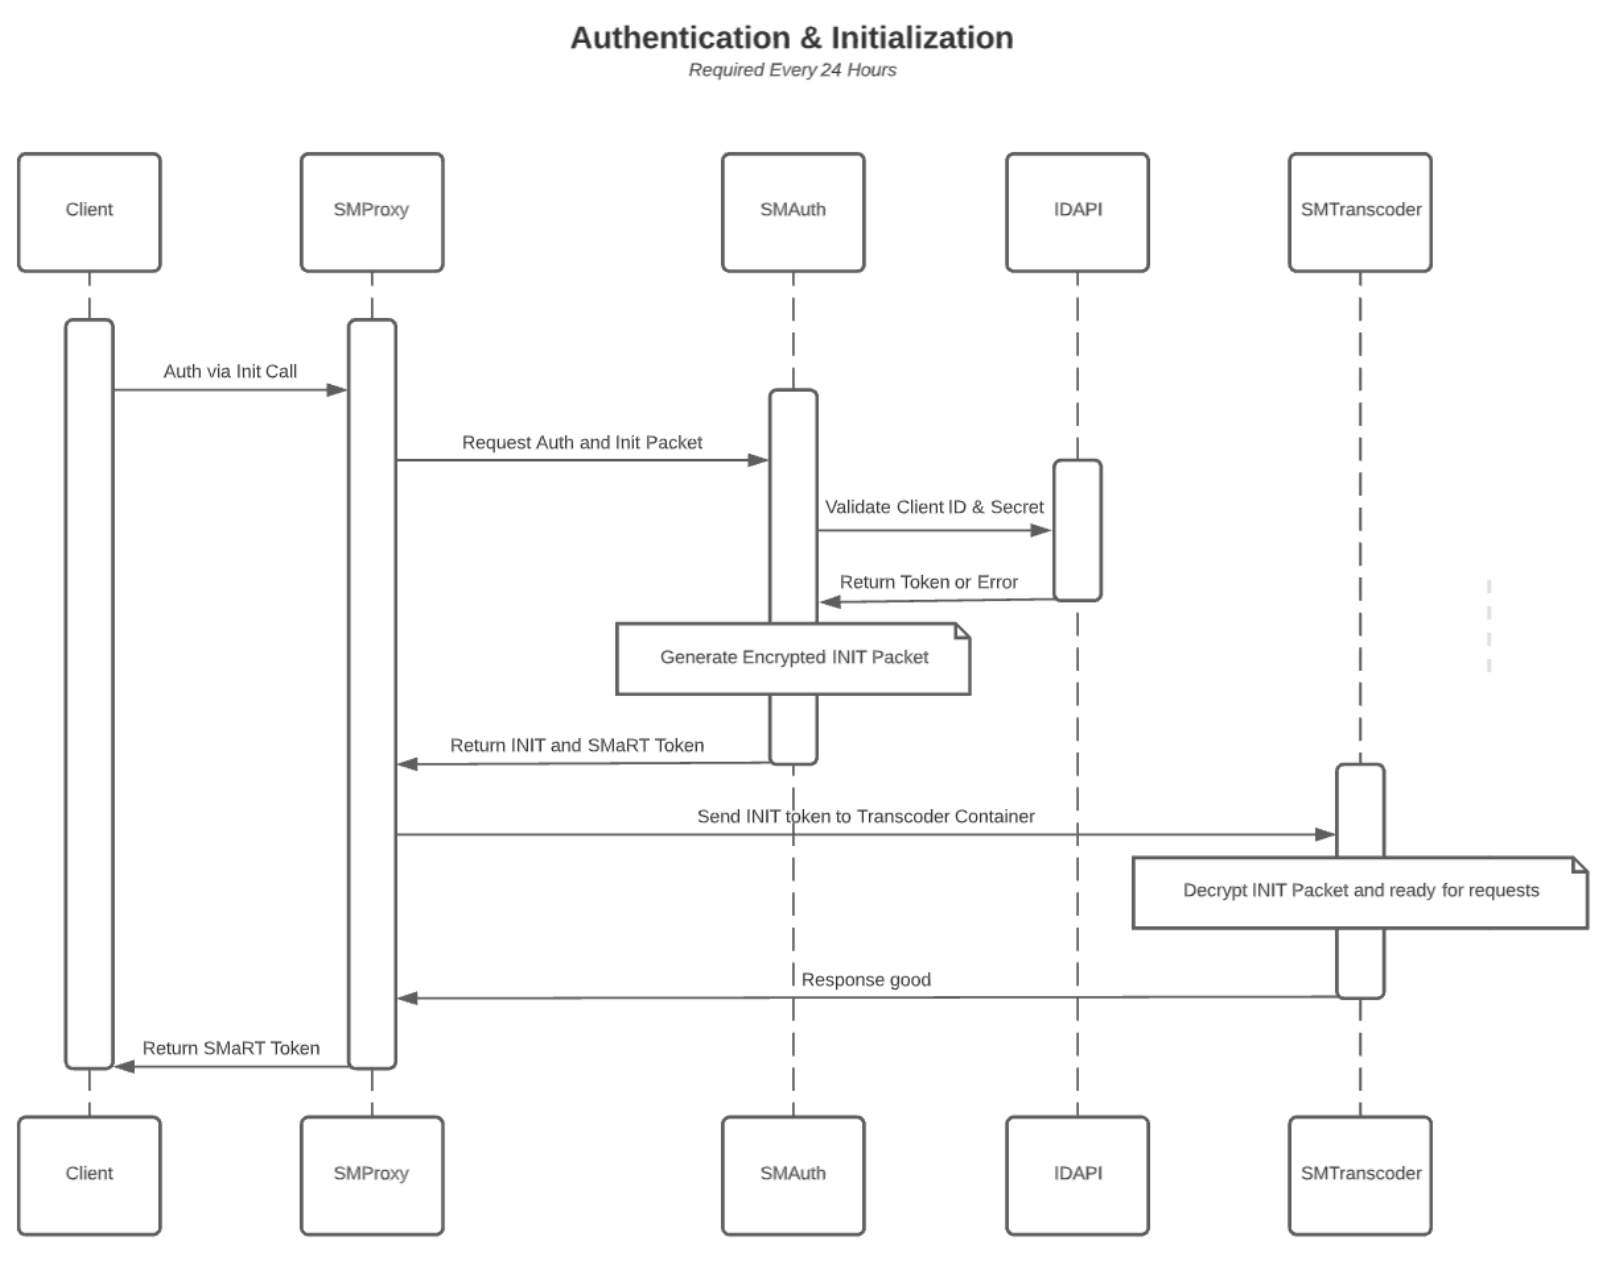 Authentication & Initialization
Required Every 24 Hours
Client
SMProxy
SMAuth
IDAPI
SMTranscoder
Auth via Init Call
Request Auth and Init Packet
Validate Client ID & Secret
Return Token or Error
Generate Encrypted INIT Packet
Return INIT and SMaRT Token
Send INIT token to Transcoder Container
Decrypt INIT Packet and ready for requests
Response good
Return SMaRT Token
Client
SMProxy
SMAuth
IDAPI
SMTranscoder